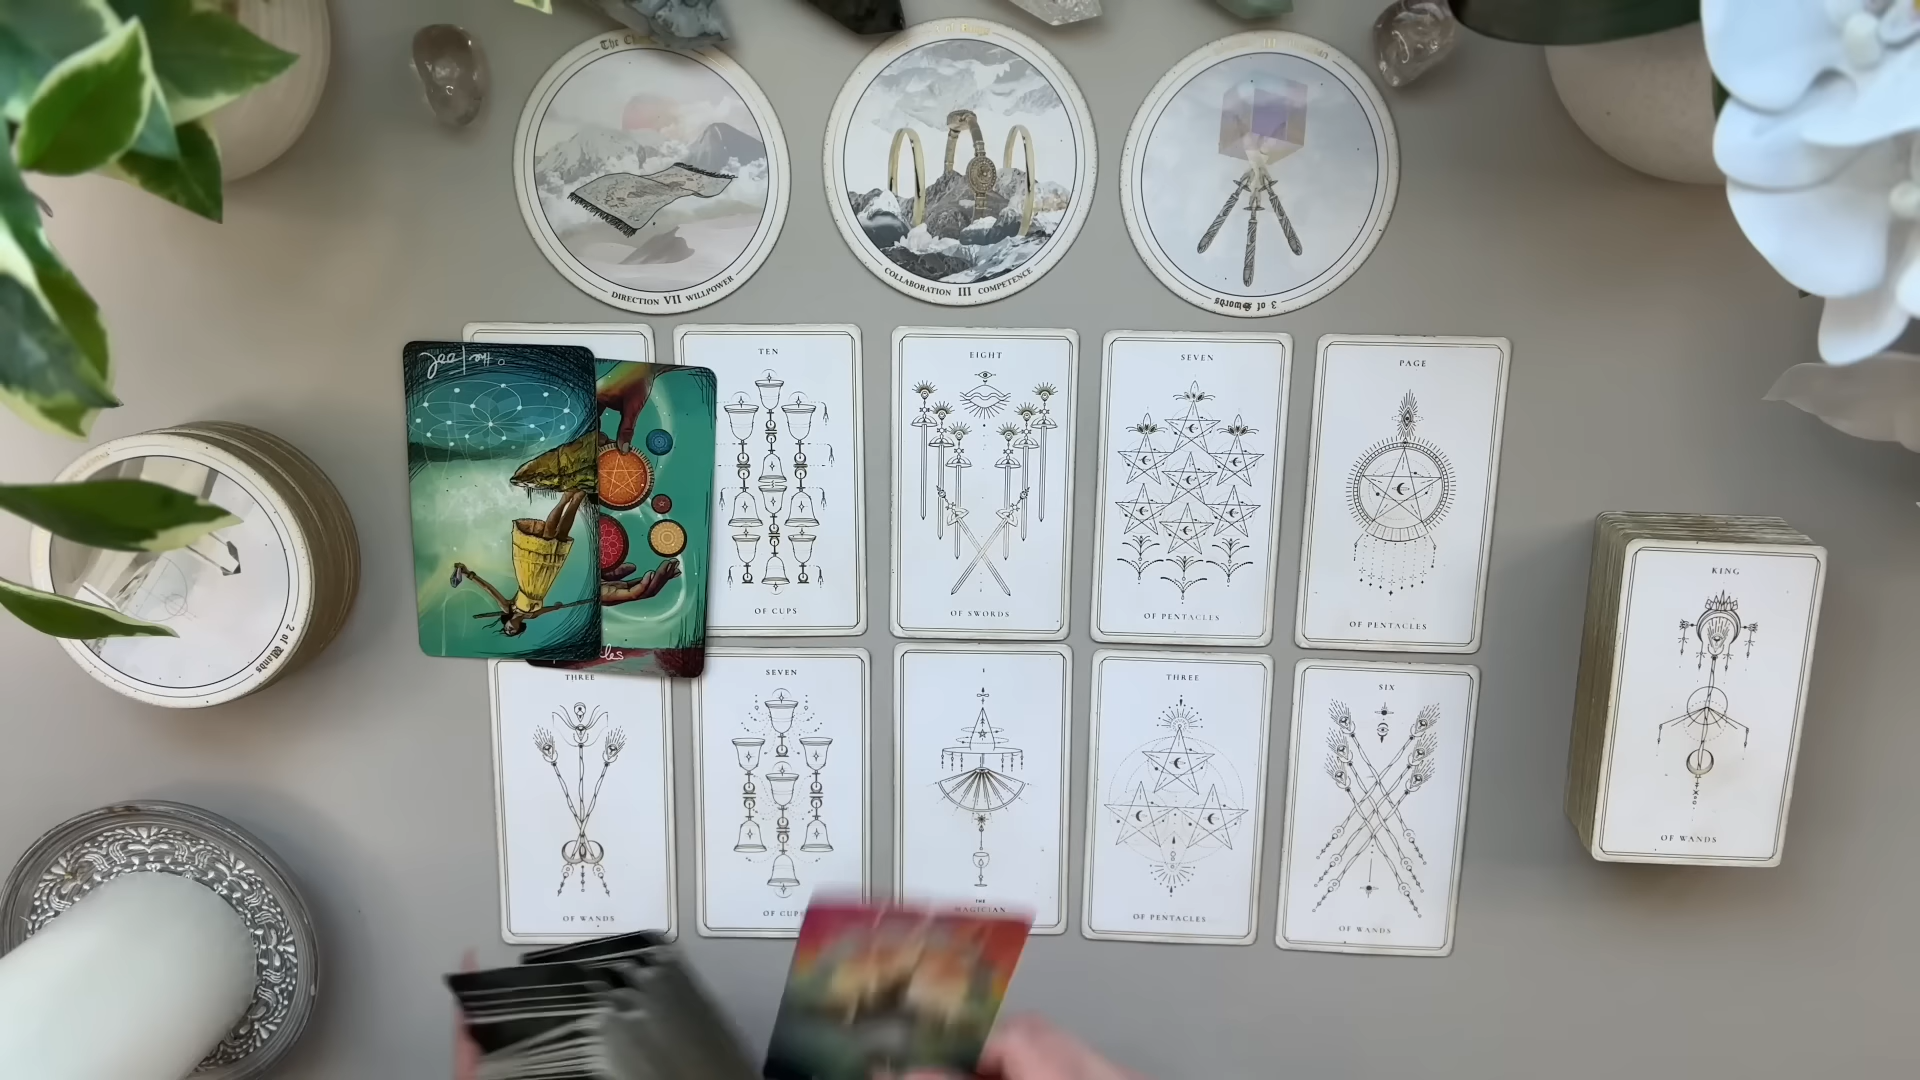 DIRECTION VII WILLPOWER
COLLABORATION III COMPETENCE
3 of Swords
TEN
OF CUPS
EIGHT
OF SWORDS
SEVEN
OF PENTACLES
PAGE
OF PENTACLES
THREE
OF WANDS
SEVEN
OF CUPS
I
THE
MAGICIAN
THREE
OF PENTACLES
SIX
OF WANDS
2 of Wands
KING
OF WANDS